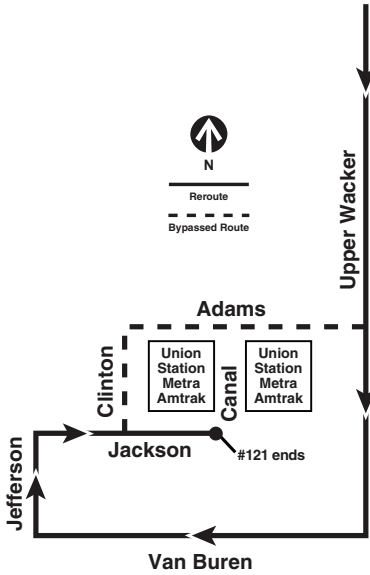 N
Reroute
Bypassed Route
Upper Wacker
Adams
Clinton
Union
Station
Metra
Amtrak
Canal
Union
Station
Metra
Amtrak
Jefferson
Jackson
#121 ends
Van Buren